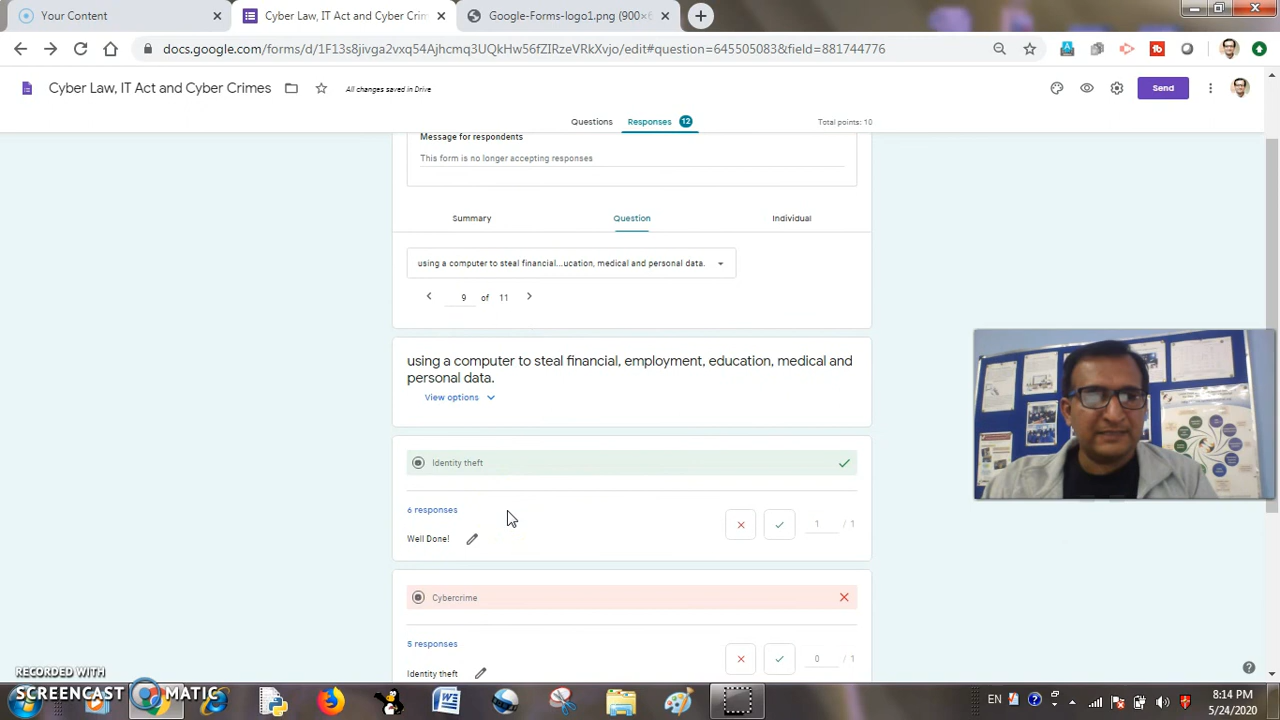 Your Content
Cyber Law, IT Act and Cyber Crim
Google-Forms-logo1.png (900×6
docs.google.com/forms/d/1F13s8jivga2vxq54Ajhcmq3UQkHw56fZIRzeVRkXvjo/edit#question=645505083&field=881744776
Cyber Law, IT Act and Cyber Crimes
All changes saved in Drive
Send
Questions
Responses
12
Total points: 10
Message for respondents
This form is no longer accepting responses
Summary
Question
Individual
using a computer to steal financial...ucation, medical and personal data.
9 of 11
using a computer to steal financial, employment, education, medical and
personal data.
View options
Identity theft
6 responses
1 / 1
Well Done!
Cybercrime
5 responses
0 / 1
Identity theft
RECORDED WITH
SCREENCAST MATIC
EN
8:14 PM
5/24/2020